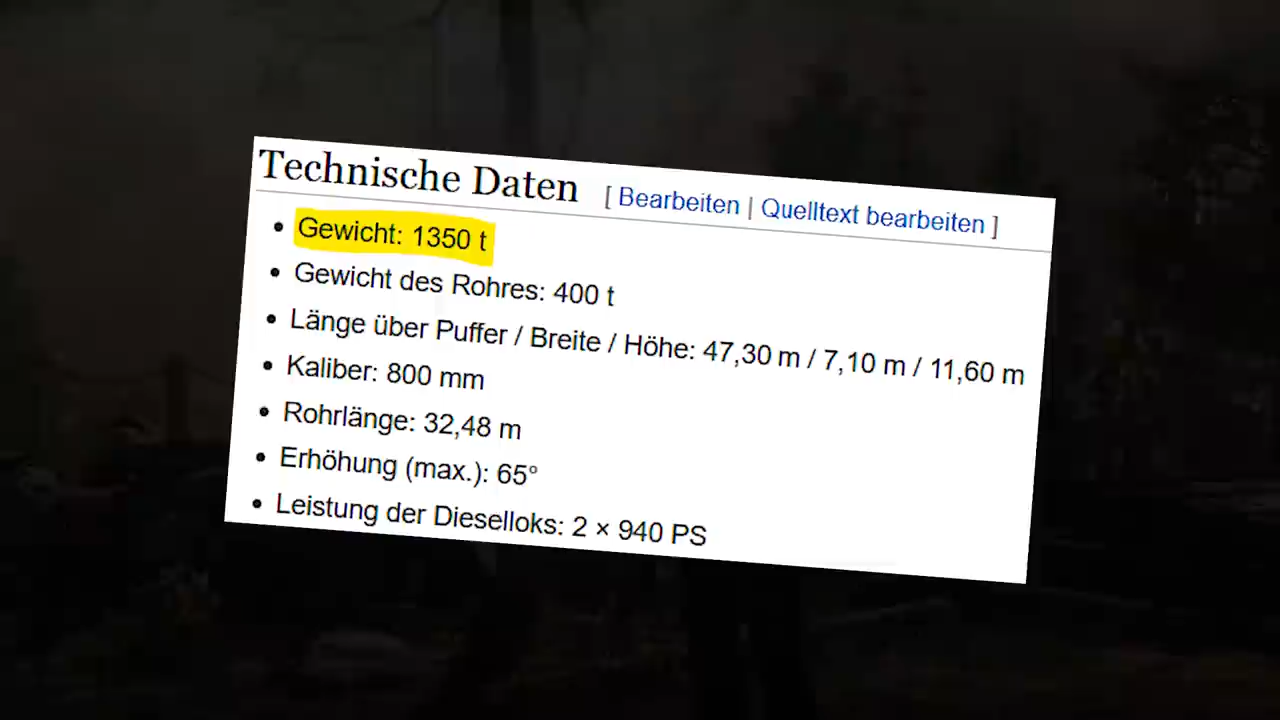 Technische Daten [ Bearbeiten | Quelltext bearbeiten ]
Gewicht: 1350 t
Gewicht des Rohres: 400 t
Länge über Puffer / Breite / Höhe: 47,30 m / 7,10 m / 11,60 m
Kaliber: 800 mm
Rohrlänge: 32,48 m
Erhöhung (max.): 65°
Leistung der Dieselloks: 2 × 940 PS